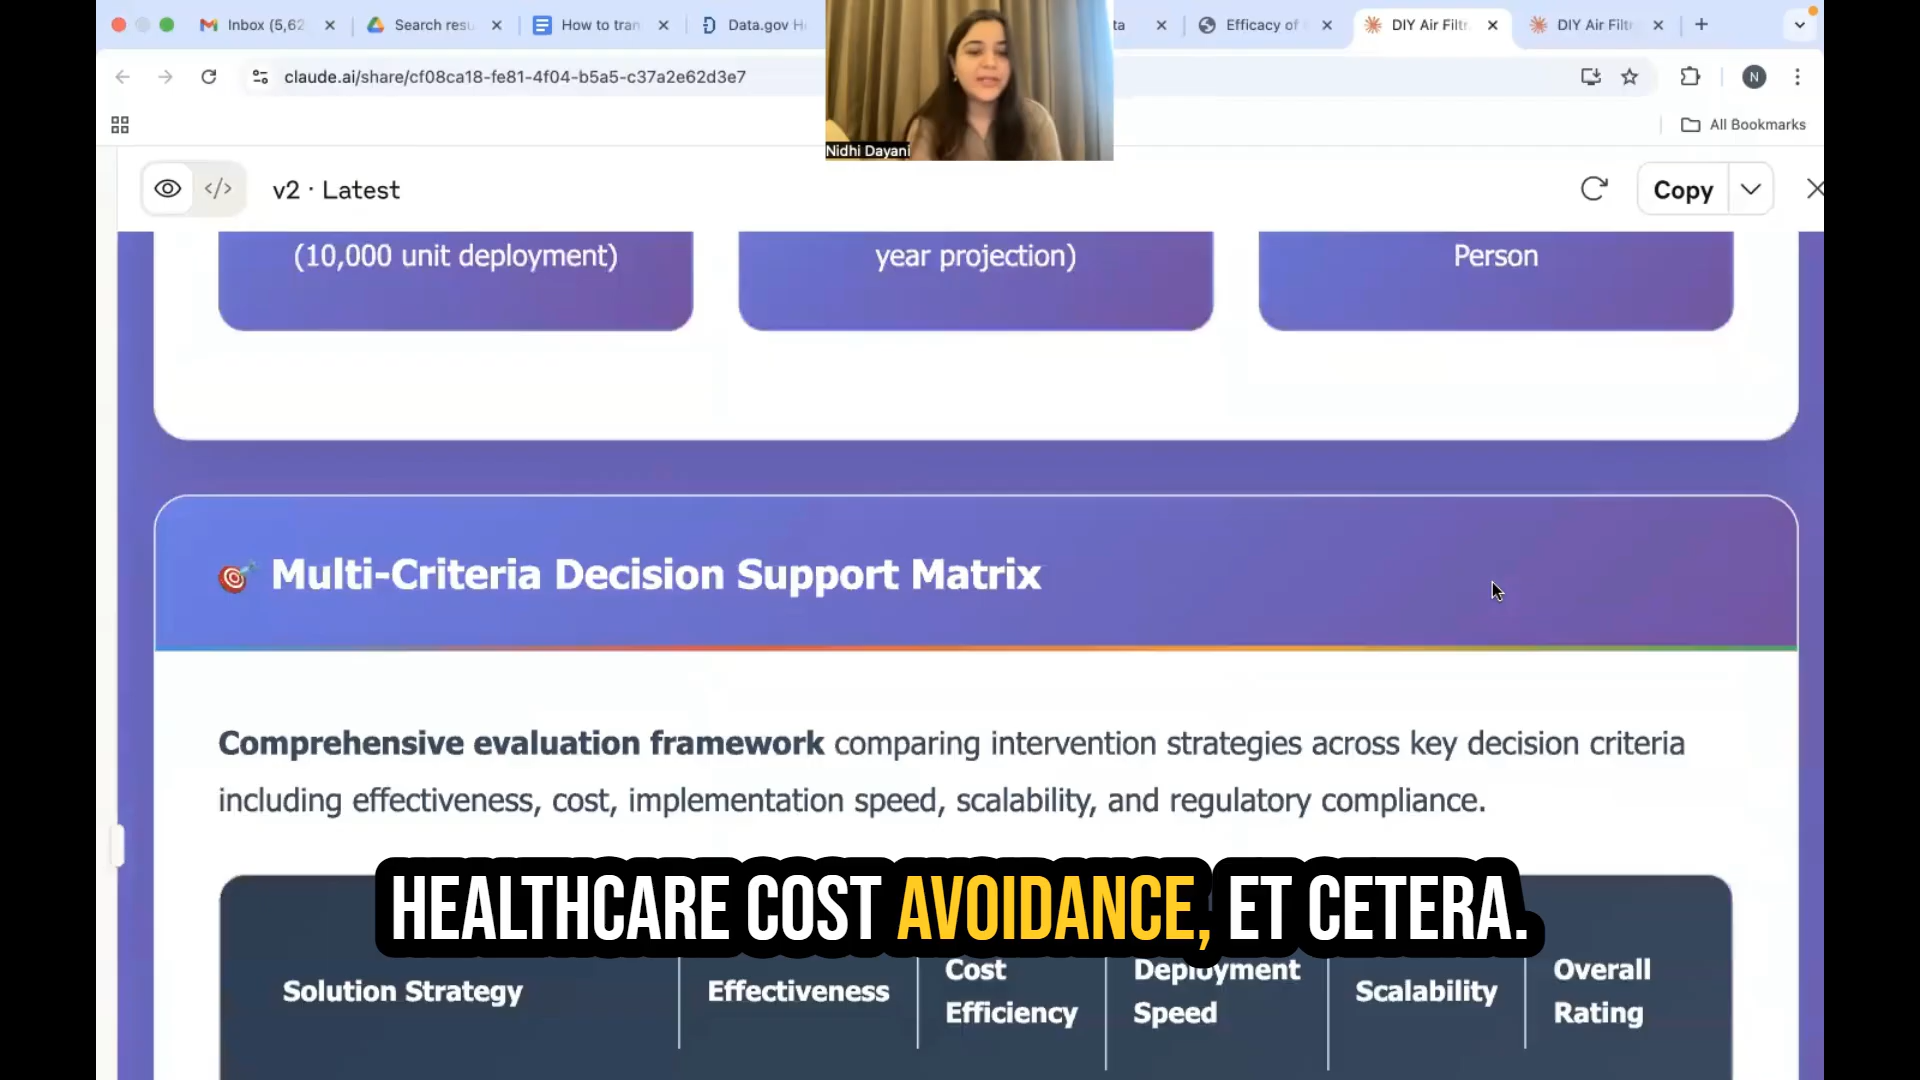 Inbox (5,62
Search resu
How to tran
Data.gov H
ta
Efficacy of
DIY Air Filtr
DIY Air Filt
claude.ai/share/cf08ca18-fe81-4f04-b5a5-c37a2e62d3e7
N
All Bookmarks
Nidhi Dayani
</>
v2 · Latest
Copy
(10,000 unit deployment)
year projection)
Person
Multi-Criteria Decision Support Matrix
Comprehensive evaluation framework comparing intervention strategies across key decision criteria
including effectiveness, cost, implementation speed, scalability, and regulatory compliance.
HEALTHCARE COST AVOIDANCE, ET CETERA.
Solution Strategy
Effectiveness
Cost
Efficiency
Deployment
Speed
Scalability
Overall
Rating